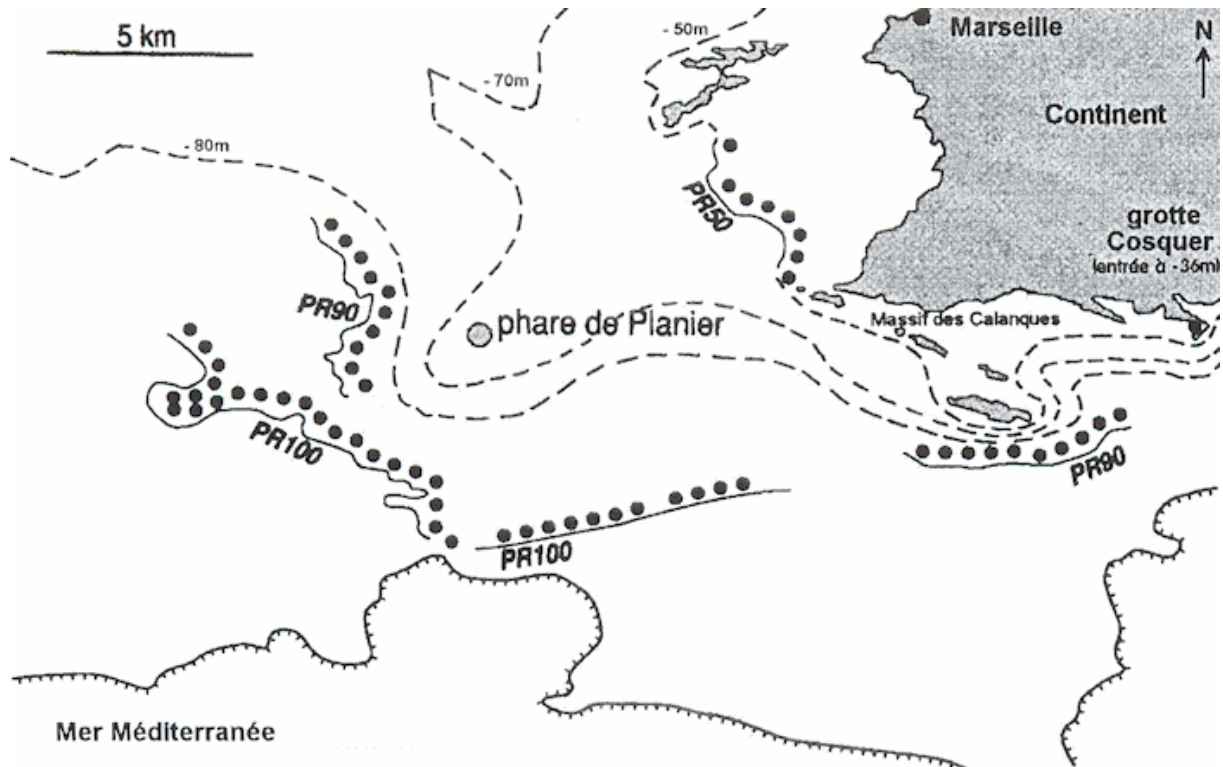 5 km
- 50m
Marseille
N
- 70m
Continent
- 80m
PR50
grotte
Cosquer
(entrée à -36m)
PR90
phare de Planier
Massif des Calanques
PR100
PR90
PR100
Mer Méditerranée